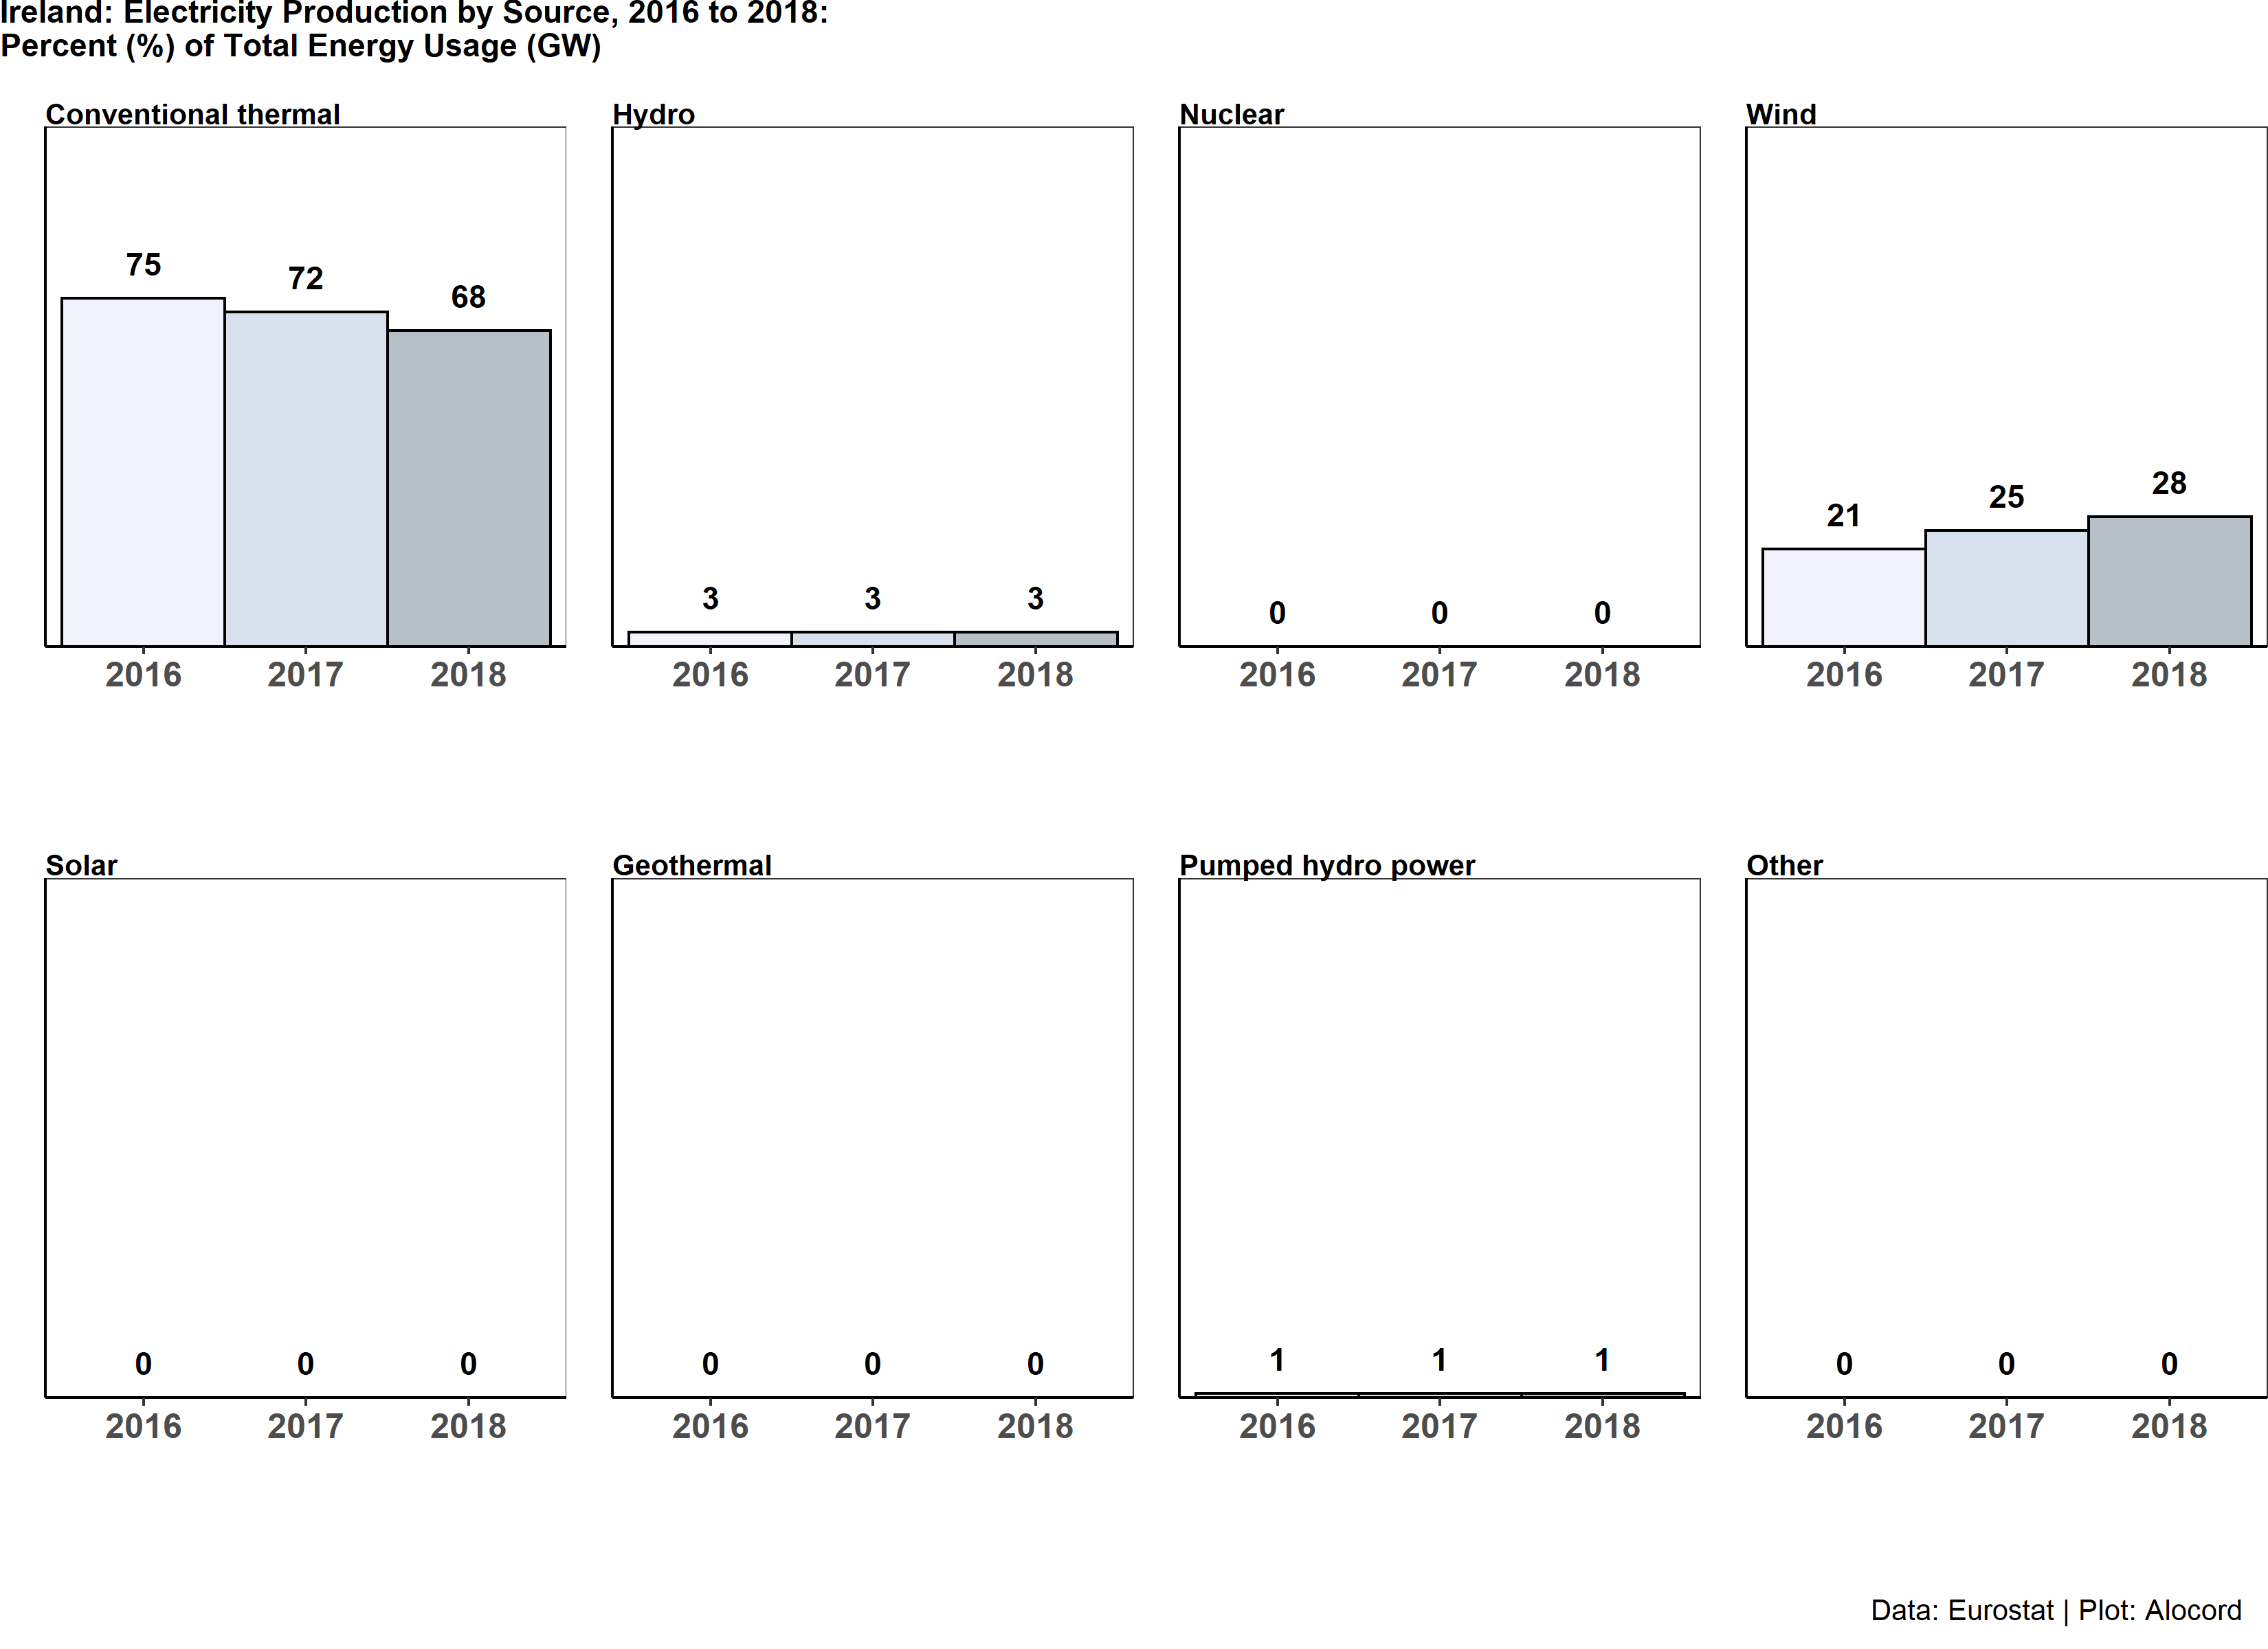 Ireland: Electricity Production by Source, 2016 to 2018:
Percent (%) of Total Energy Usage (GW)
Conventional thermal
75
72
68
2016 2017 2018
Hydro
3 3 3
2016 2017 2018
Nuclear
0 0 0
2016 2017 2018
Wind
21
25
28
2016 2017 2018
Solar
0 0 0
2016 2017 2018
Geothermal
0 0 0
2016 2017 2018
Pumped hydro power
1 1 1
2016 2017 2018
Other
0 0 0
2016 2017 2018
Data: Eurostat | Plot: Alocord